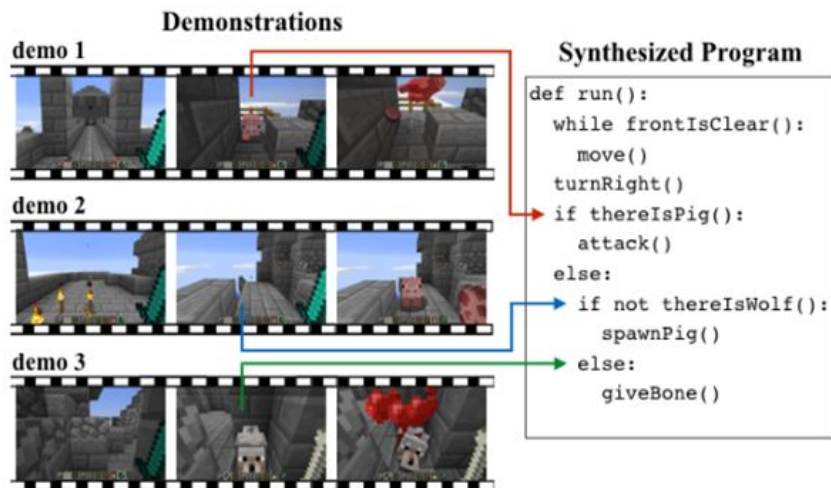 Demonstrations
demo 1
demo 2
demo 3
Synthesized Program
def run():
while frontIsClear():
move()
turnRight()
if thereIsPig():
attack()
else:
if not thereIsWolf():
spawnPig()
else:
giveBone()